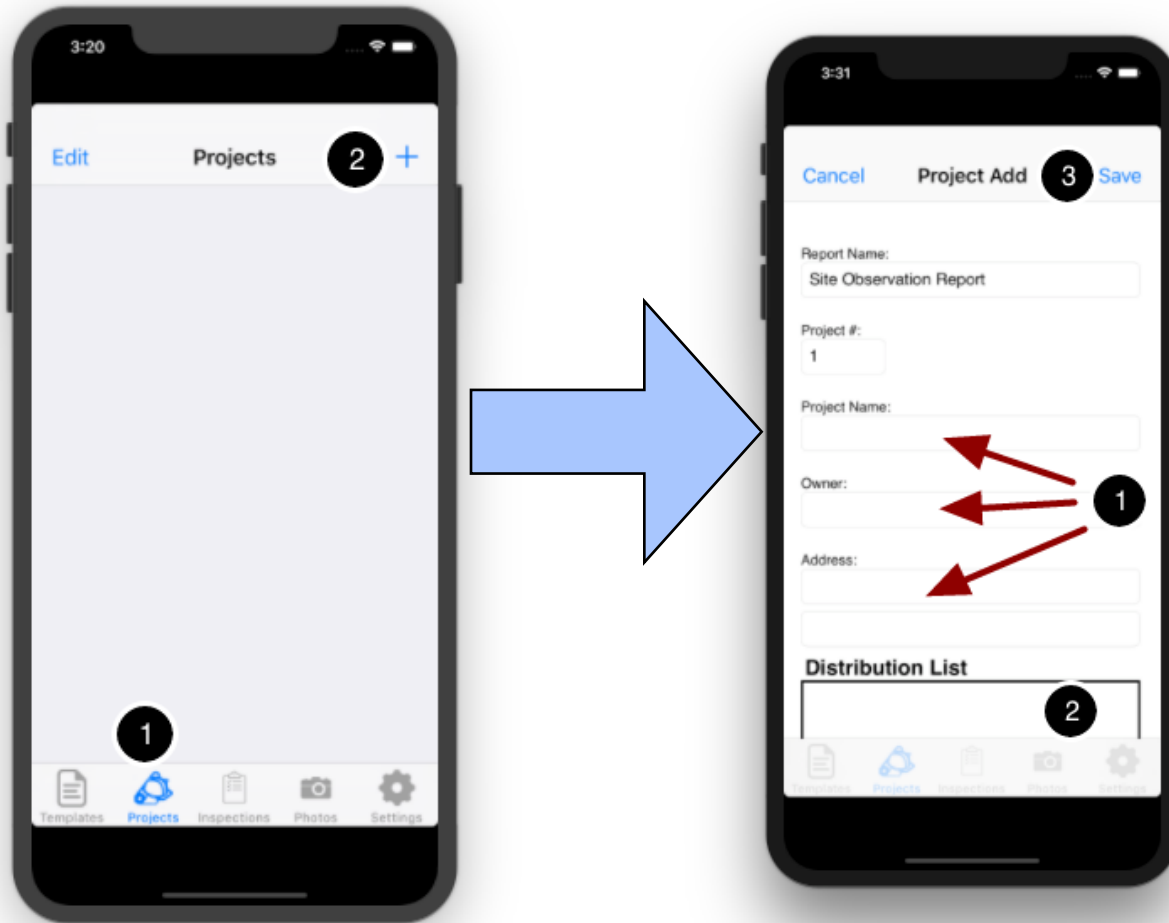 3:20
Edit Projects 2 +
1
Templates Projects Inspections Photos Settings
3:31
Cancel Project Add 3 Save
Report Name:
Site Observation Report
Project #:
1
Project Name:
Owner:
1
Address:
Distribution List
2
Templates Projects Inspections Photos Settings